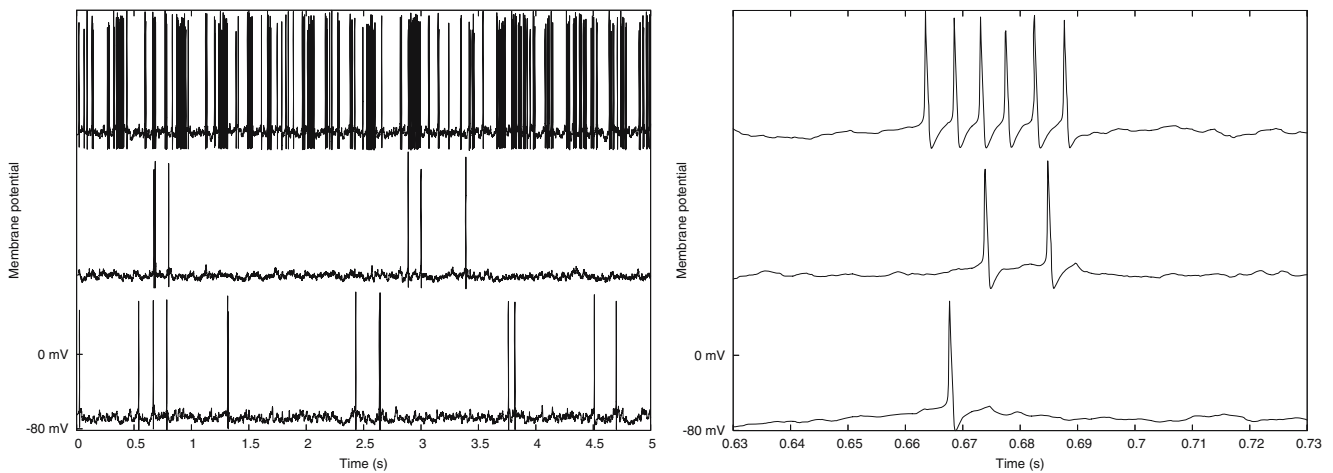 Membrane potential
0 mV
-80 mV
0 0.5 1 1.5 2 2.5 3 3.5 4 4.5 5
Time (s)
Membrane potential
0 mV
-80 mV
0.63 0.64 0.65 0.66 0.67 0.68 0.69 0.7 0.71 0.72 0.73
Time (s)